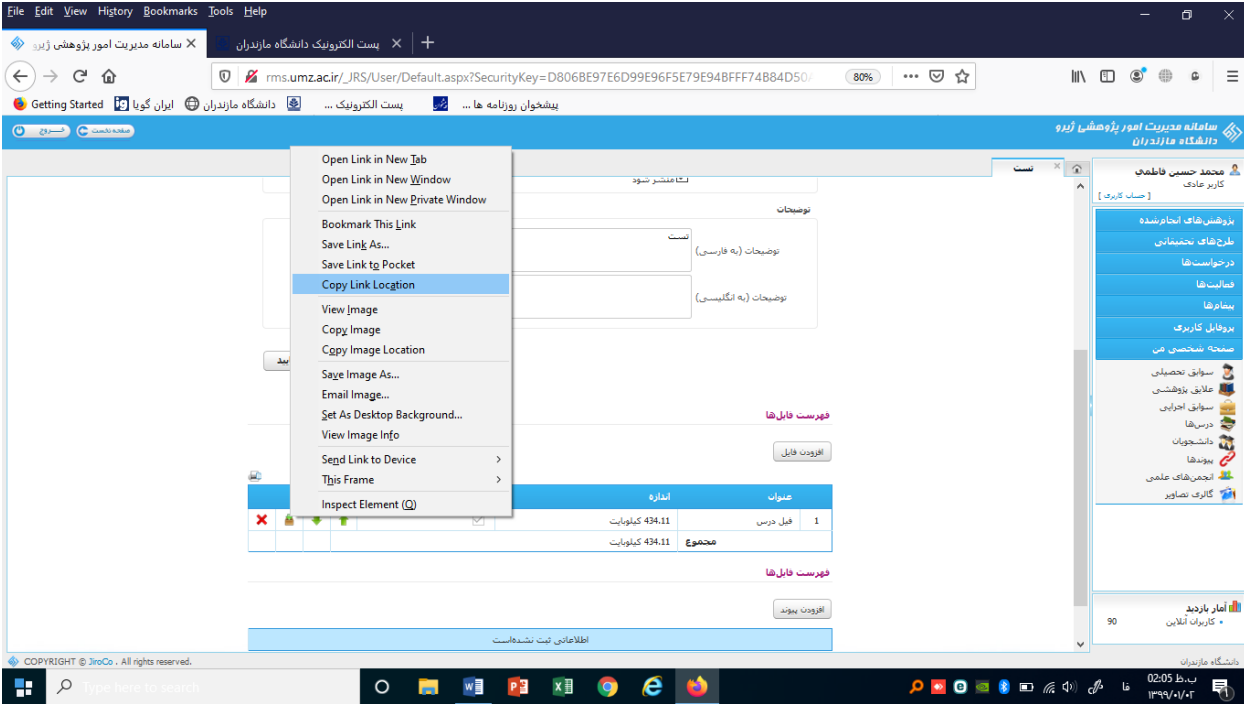 File Edit View History Bookmarks Tools Help
سامانه مدیریت امور پژوهشی ژیرو
پست الکترونیک دانشگاه مازندران
rms.umz.ac.ir/_JRS/User/Default.aspx?SecurityKey=D806BE97E6D99E96F5E79E94BFFF74B84D50
80%
Getting Started
ایران گویا
دانشگاه مازندران
پست الکترونیک ...
پیشخوان روزنامه ها ...
سامانه مدیریت امور پژوهشی ژیرو
دانشگاه مازندران
صفحه نخست
خـــروج
تست
محمد حسین فاطمی
کاربر عادی
[ حساب کاربری ]
پژوهش‌های انجام‌شده
طرح‌های تحقیقاتی
درخواست‌ها
فعالیت‌ها
پیغام‌ها
پروفایل کاربری
صفحه شخصی من
سوابق تحصیلی
علایق پژوهشی
سوابق اجرایی
درس‌ها
دانشجویان
پیوندها
انجمن‌های علمی
گالری تصاویر
آمار بازدید
کاربران آنلاین
90
منتشر شود
توضیحات
توضیحات (به فارسی)
تست
توضیحات (به انگلیسی)
Open Link in New Tab
Open Link in New Window
Open Link in New Private Window
Bookmark This Link
Save Link As...
Save Link to Pocket
Copy Link Location
View Image
Copy Image
Copy Image Location
Save Image As...
Email Image...
Set As Desktop Background...
View Image Info
Send Link to Device
This Frame
Inspect Element (Q)
فهرست فایل‌ها
افزودن فایل
عنوان اندازه
1 فیل درس 434.11 کیلوبایت
مجموع 434.11 کیلوبایت
فهرست فایل‌ها
افزودن پیوند
اطلاعاتی ثبت نشده‌است
COPYRIGHT © JiroCo . All rights reserved.
دانشگاه مازندران
Type here to search
فا
02:05 ب.ظ
۱۳۹۹/۰۱/۰۲